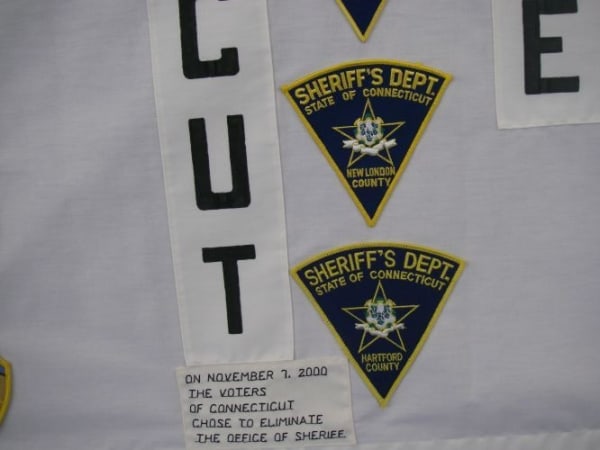 C
U
T
E
SHERIFF'S DEPT.
STATE OF CONNECTICUT
NEW LONDON
COUNTY
SHERIFF'S DEPT.
STATE OF CONNECTICUT
HARTFORD
COUNTY
ON NOVEMBER 7, 2000
THE VOTERS
OF CONNECTICUT
CHOSE TO ELIMINATE
THE OFFICE OF SHERIFF.